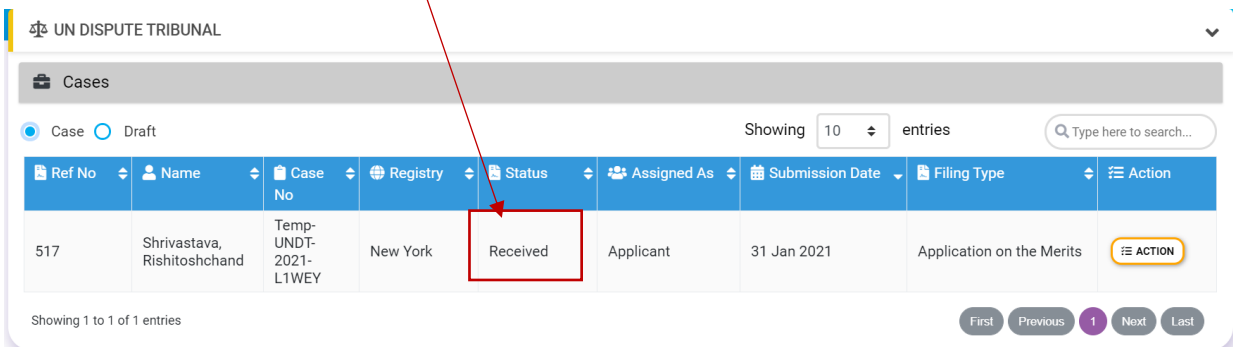 UN DISPUTE TRIBUNAL
Cases
Case Draft
Showing 10 entries Type here to search...
Ref No Name Case No Registry Status Assigned As Submission Date Filing Type Action
517 Shrivastava, Rishitoshchand Temp-UNDT-2021-L1WEY New York Received Applicant 31 Jan 2021 Application on the Merits ACTION
Showing 1 to 1 of 1 entries First Previous 1 Next Last